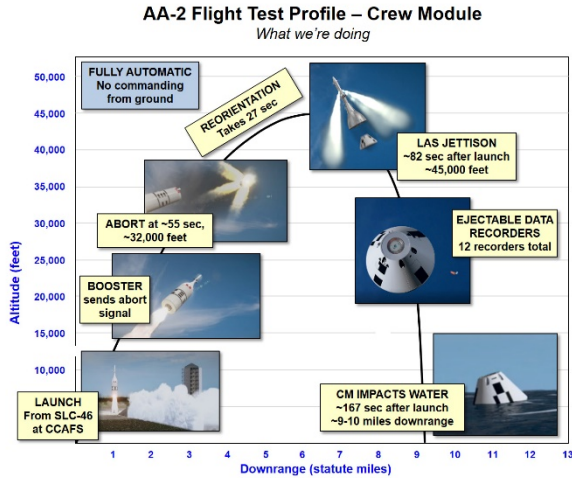 AA-2 Flight Test Profile – Crew Module
What we're doing
FULLY AUTOMATIC
No commanding
from ground
REORIENTATION
Takes 27 sec
LAS JETTISON
~82 sec after launch
~45,000 feet
ABORT at ~55 sec,
~32,000 feet
EJECTABLE DATA
RECORDERS
12 recorders total
BOOSTER
sends abort
signal
LAUNCH
From SLC-46
at CCAFS
CM IMPACTS WATER
~167 sec after launch
~9-10 miles downrange
Altitude (feet)
50,000
45,000
40,000
35,000
30,000
25,000
20,000
15,000
10,000
1 2 3 4 5 6 7 8 9 10 11 12 13
Downrange (statute miles)